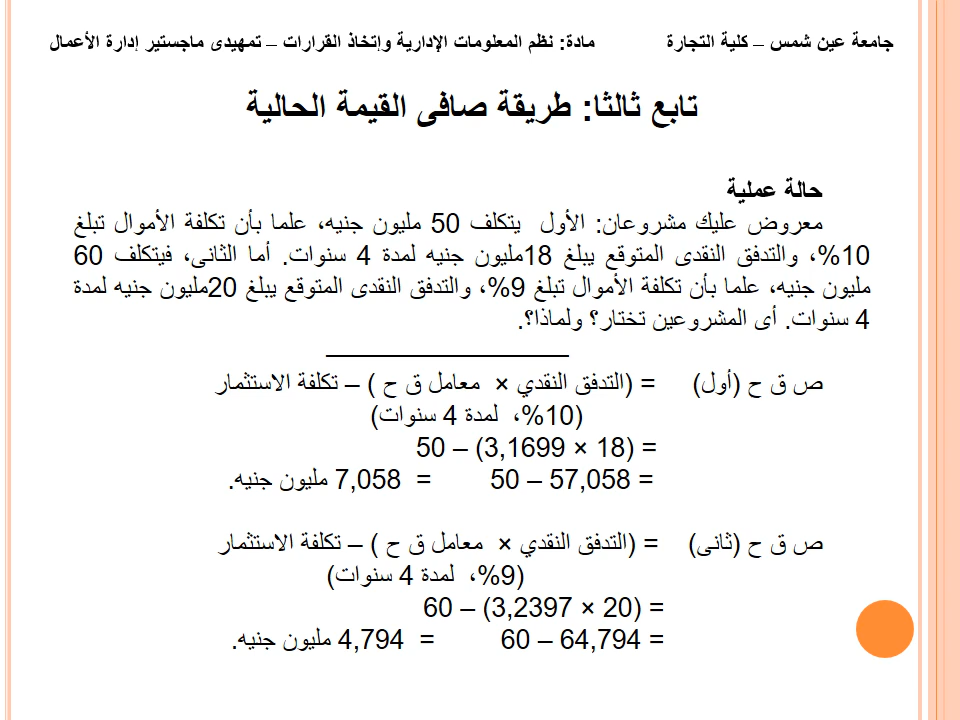 جامعة عين شمس – كلية التجارة مادة: نظم المعلومات الإدارية وإتخاذ القرارات – تمهيدى ماجستير إدارة الأعمال
تابع ثالثا: طريقة صافى القيمة الحالية
حالة عملية
معروض عليك مشروعان: الأول يتكلف 50 مليون جنيه، علما بأن تكلفة الأموال تبلغ
10%، والتدفق النقدى المتوقع يبلغ 18مليون جنيه لمدة 4 سنوات. أما الثانى، فيتكلف 60
مليون جنيه، علما بأن تكلفة الأموال تبلغ 9%، والتدفق النقدى المتوقع يبلغ 20مليون جنيه لمدة
4 سنوات. أى المشروعين تختار؟ ولماذا؟.
ص ق ح (أول) = (التدفق النقدي × معامل ق ح ) – تكلفة الاستثمار
(10%، لمدة 4 سنوات)
= (18 × 3,1699) – 50
= 57,058 – 50 = 7,058 مليون جنيه.
ص ق ح (ثانى) = (التدفق النقدي × معامل ق ح ) – تكلفة الاستثمار
(9%، لمدة 4 سنوات)
= (20 × 3,2397) – 60
= 64,794 – 60 = 4,794 مليون جنيه.